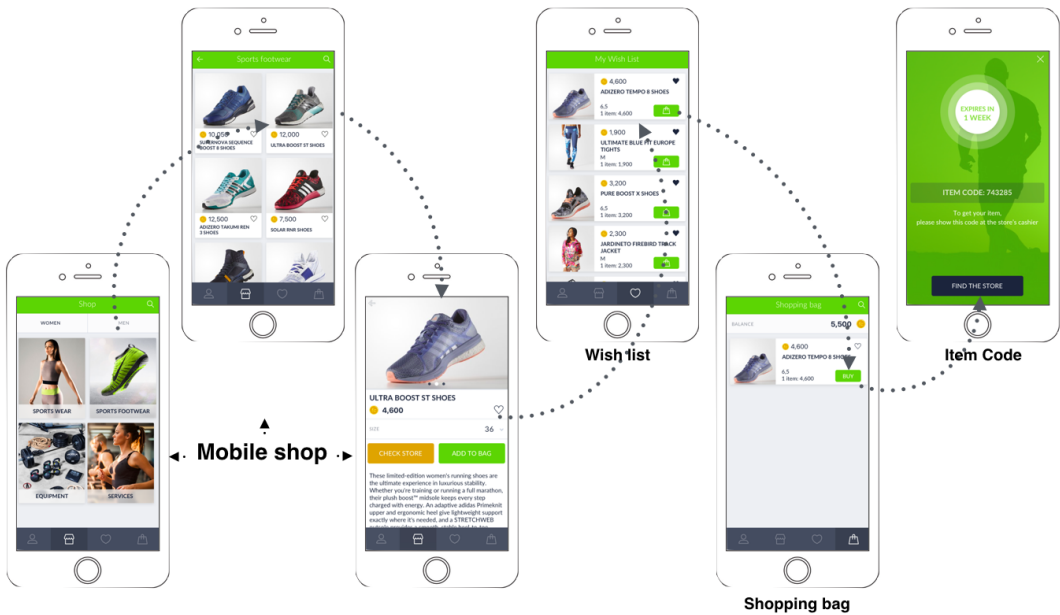 Sports footwear
10,050
SUPERNOVA SEQUENCE
BOOST 8 SHOES
12,000
ULTRA BOOST ST SHOES
12,500
ADIZERO TAKUMI REN
3 SHOES
7,500
SOLAR RNR SHOES
My Wish List
4,600
ADIZERO TEMPO 8 SHOES
6,5
1 item: 4,600
1,900
ULTIMATE BLUE FIT EUROPE
TIGHTS
M
1 item: 1,900
3,200
PURE BOOST X SHOES
6.5
1 item: 3,200
2,300
JARDINETO FIREBIRD TRACK
JACKET
M
1 item: 2,300
Wish list
EXPIRES IN
1 WEEK
ITEM CODE: 743285
To get your item,
please show this code at the store's cashier
FIND THE STORE
Item Code
Shop
WOMEN
MEN
SPORTS WEAR
SPORTS FOOTWEAR
EQUIPMENT
SERVICES
Mobile shop
ULTRA BOOST ST SHOES
4,600
SIZE
36
CHECK STORE
ADD TO BAG
These limited-edition women's running shoes are
the ultimate experience in luxurious stability.
Whether you're training or running a full marathon,
their plush boost™ midsole keeps every step
charged with energy. An adaptive adidas Primeknit
upper and ergonomic heel give lightweight support
exactly where it's needed, and a STRETCHWEB
Shopping bag
BALANCE
5,500
4,600
ADIZERO TEMPO 8 SHOES
6,5
1 item: 4,600
BUY
Shopping bag